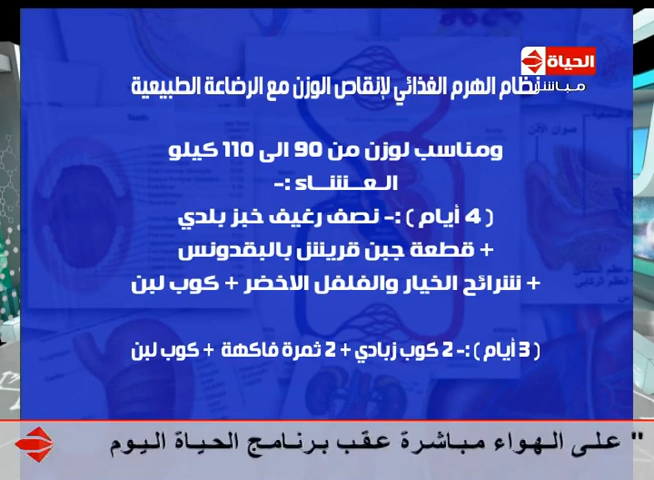 الحياة
مباشر
نظام الهرم الغذائي لإنقاص الوزن مع الرضاعة الطبيعية
ومناسب لوزن من 90 الى 110 كيلو
العشاء :-
( 4 أيام ) :- نصف رغيف خبز بلدي
+ قطعة جبن قريش بالبقدونس
+ شرائح الخيار والفلفل الاخضر + كوب لبن
( 3 أيام ) :- 2 كوب زبادي + 2 ثمرة فاكهة + كوب لبن
" على الهواء مباشرة عقب برنامج الحياة اليوم